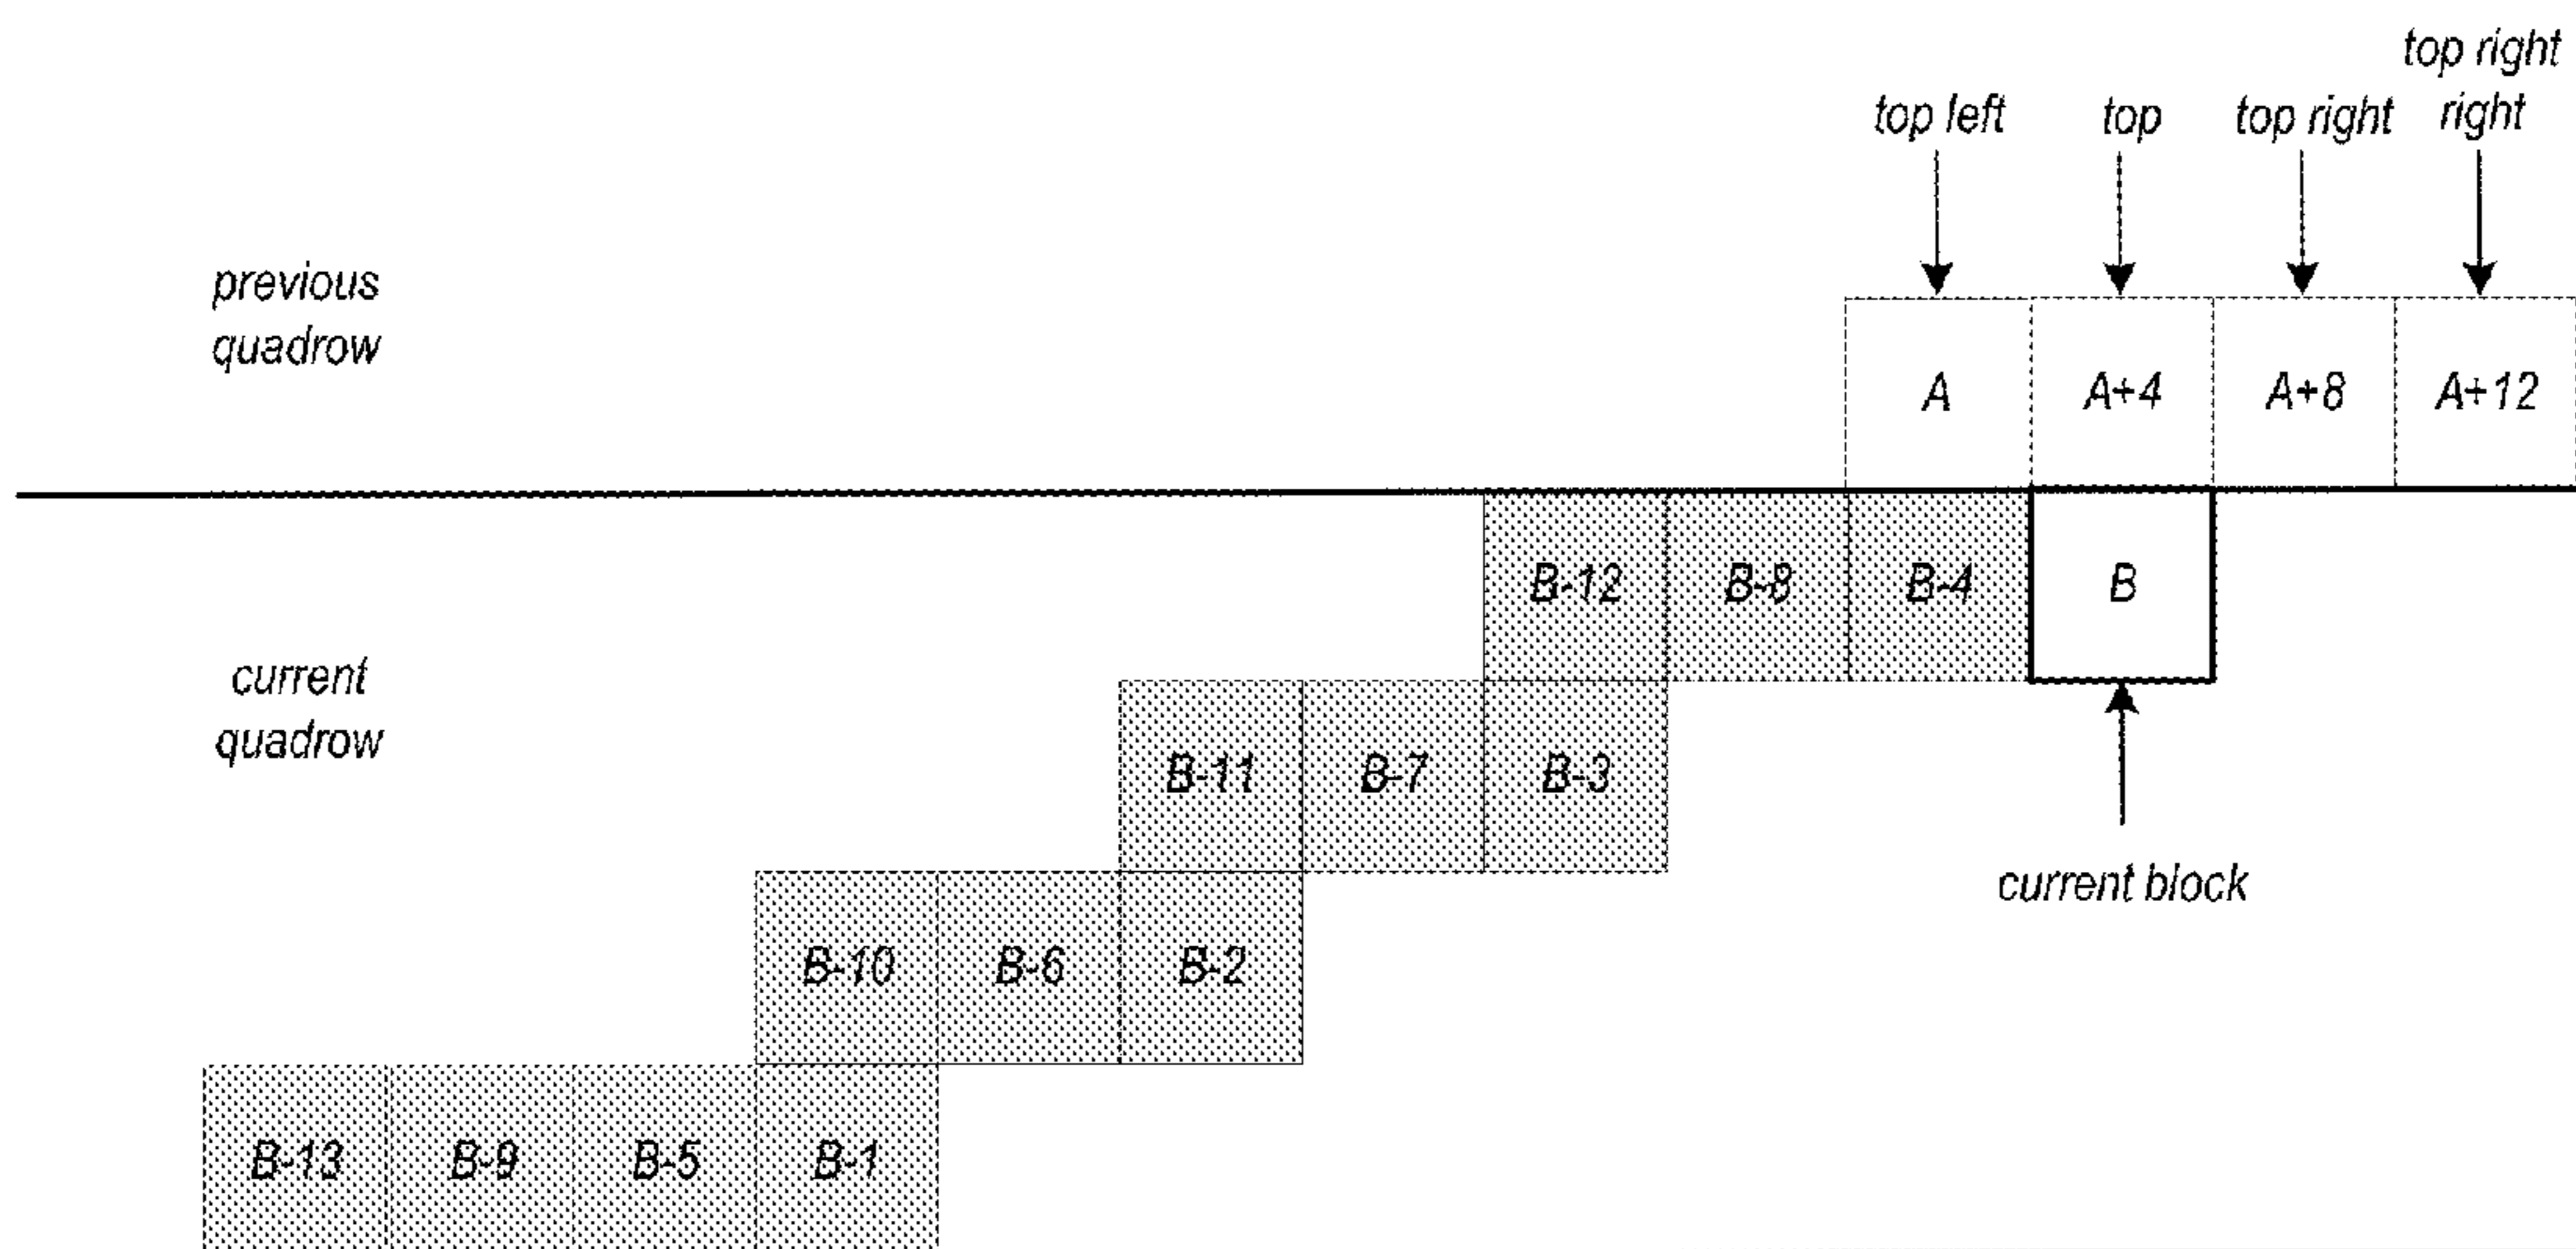 top right
top left
top
top right
right
previous
quadrow
A
A+4
A+8
A+12
B-12
B-8
B-4
B
current
quadrow
B-11
B-7
B-3
current block
B-10
B-6
B-2
B-13
B-9
B-5
B-1